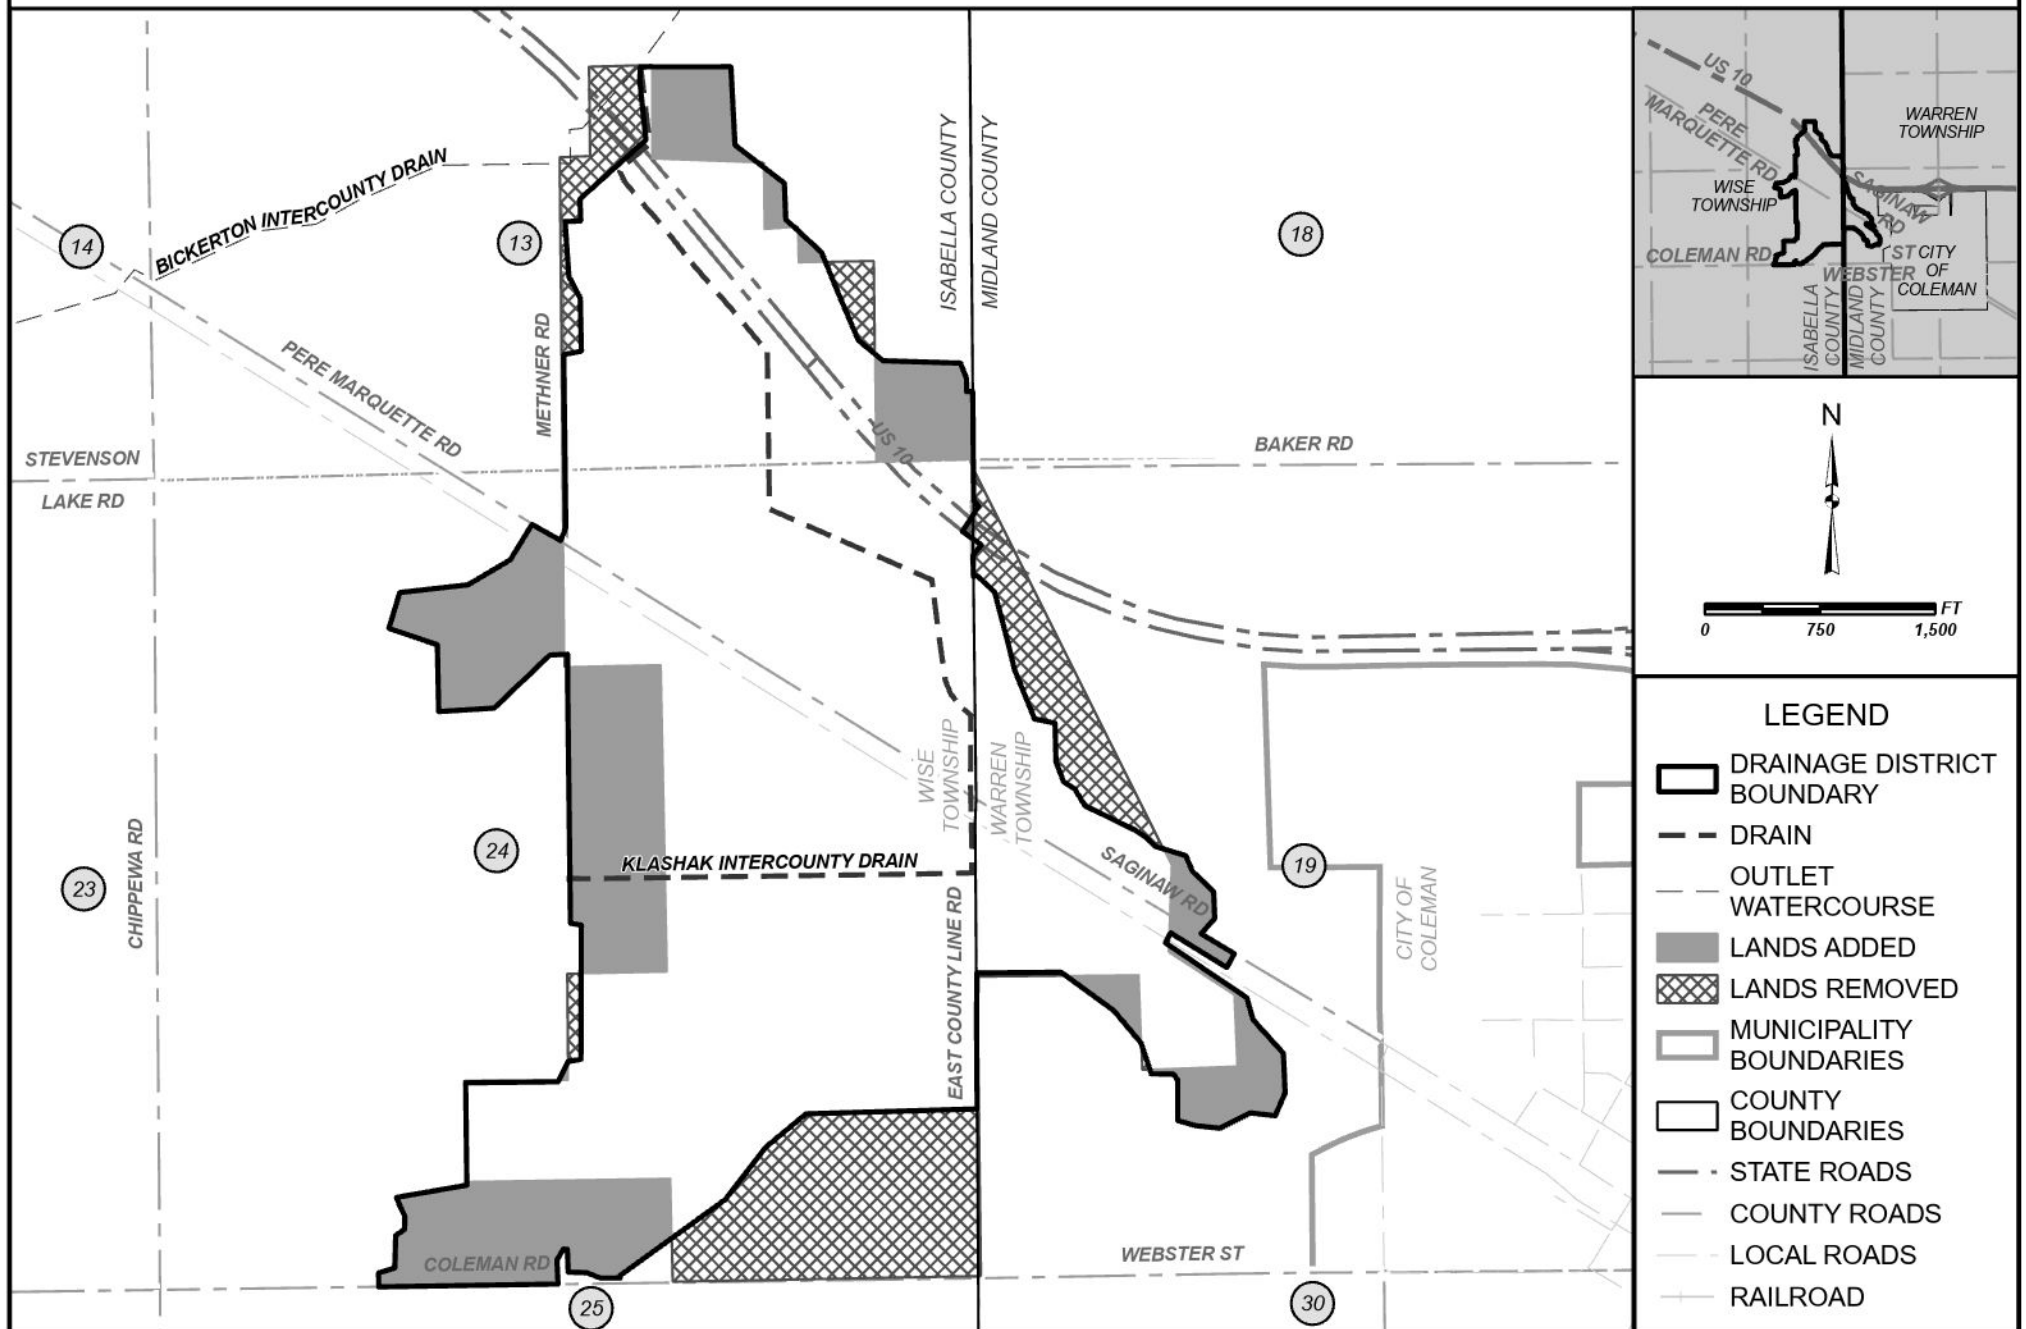 BICKERTON INTERCOUNTY DRAIN
14
13
18
ISABELLA COUNTY
MIDLAND COUNTY
METHNER RD
PERE MARQUETTE RD
US 10
STEVENSON
LAKE RD
BAKER RD
WISE
TOWNSHIP
WARREN
TOWNSHIP
24
23
19
CHIPPEWA RD
KLASHAK INTERCOUNTY DRAIN
SAGINAW RD
EAST COUNTY LINE RD
CITY OF
COLEMAN
COLEMAN RD
WEBSTER ST
25
30
US 10
PERE
MARQUETTE RD
WARREN
TOWNSHIP
WISE
TOWNSHIP
SAGINAW
RD
COLEMAN RD
WEBSTER
ST
CITY
OF
COLEMAN
ISABELLA
COUNTY
MIDLAND
COUNTY
N
FT
0 750 1,500
LEGEND
DRAINAGE DISTRICT
BOUNDARY
DRAIN
OUTLET
WATERCOURSE
LANDS ADDED
LANDS REMOVED
MUNICIPALITY
BOUNDARIES
COUNTY
BOUNDARIES
STATE ROADS
COUNTY ROADS
LOCAL ROADS
RAILROAD